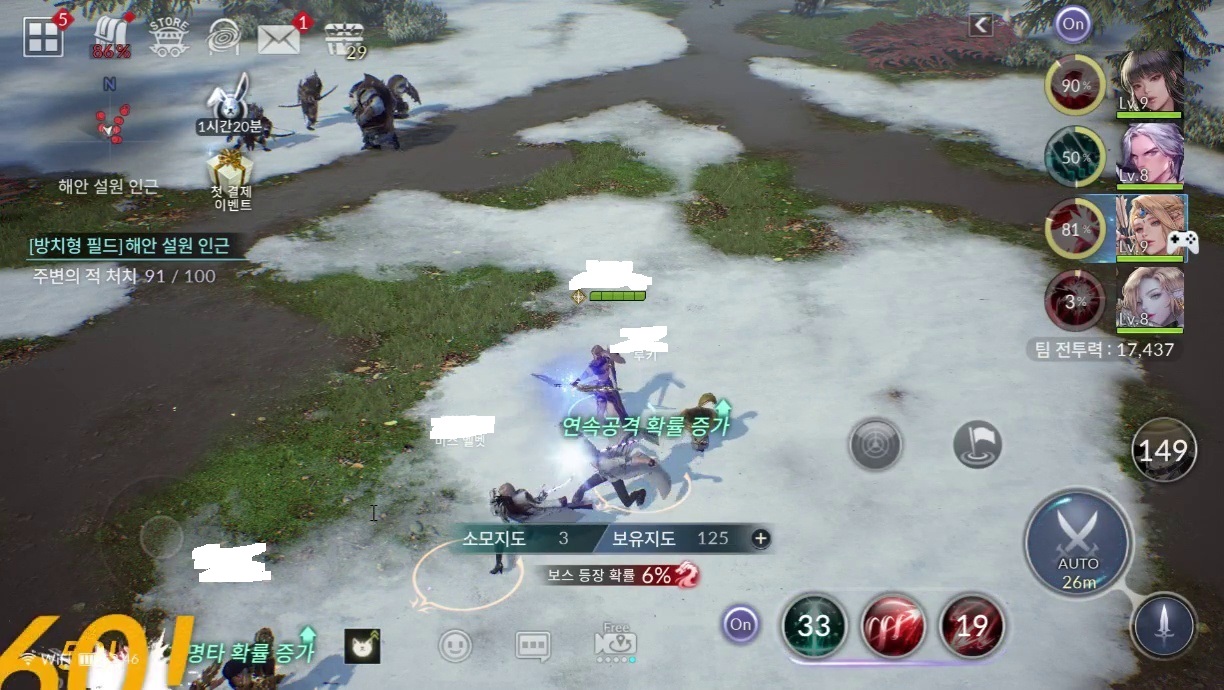 5
86%
STORE
1
29
On
N
1시간20분
해안 설원 인근
첫 결제
이벤트
[방치형 필드]해안 설원 인근
주변의 적 처치 91 / 100
90%
Lv.9
50%
Lv.8
81%
Lv.9
3%
Lv.8
팀 전투력 : 17,437
루키
연속공격 확률 증가
149
소모지도 3 보유지도 125 +
보스 등장 확률 6%
AUTO
26m
On
33
19
Free
60!
WiFi
명타 확률 증가